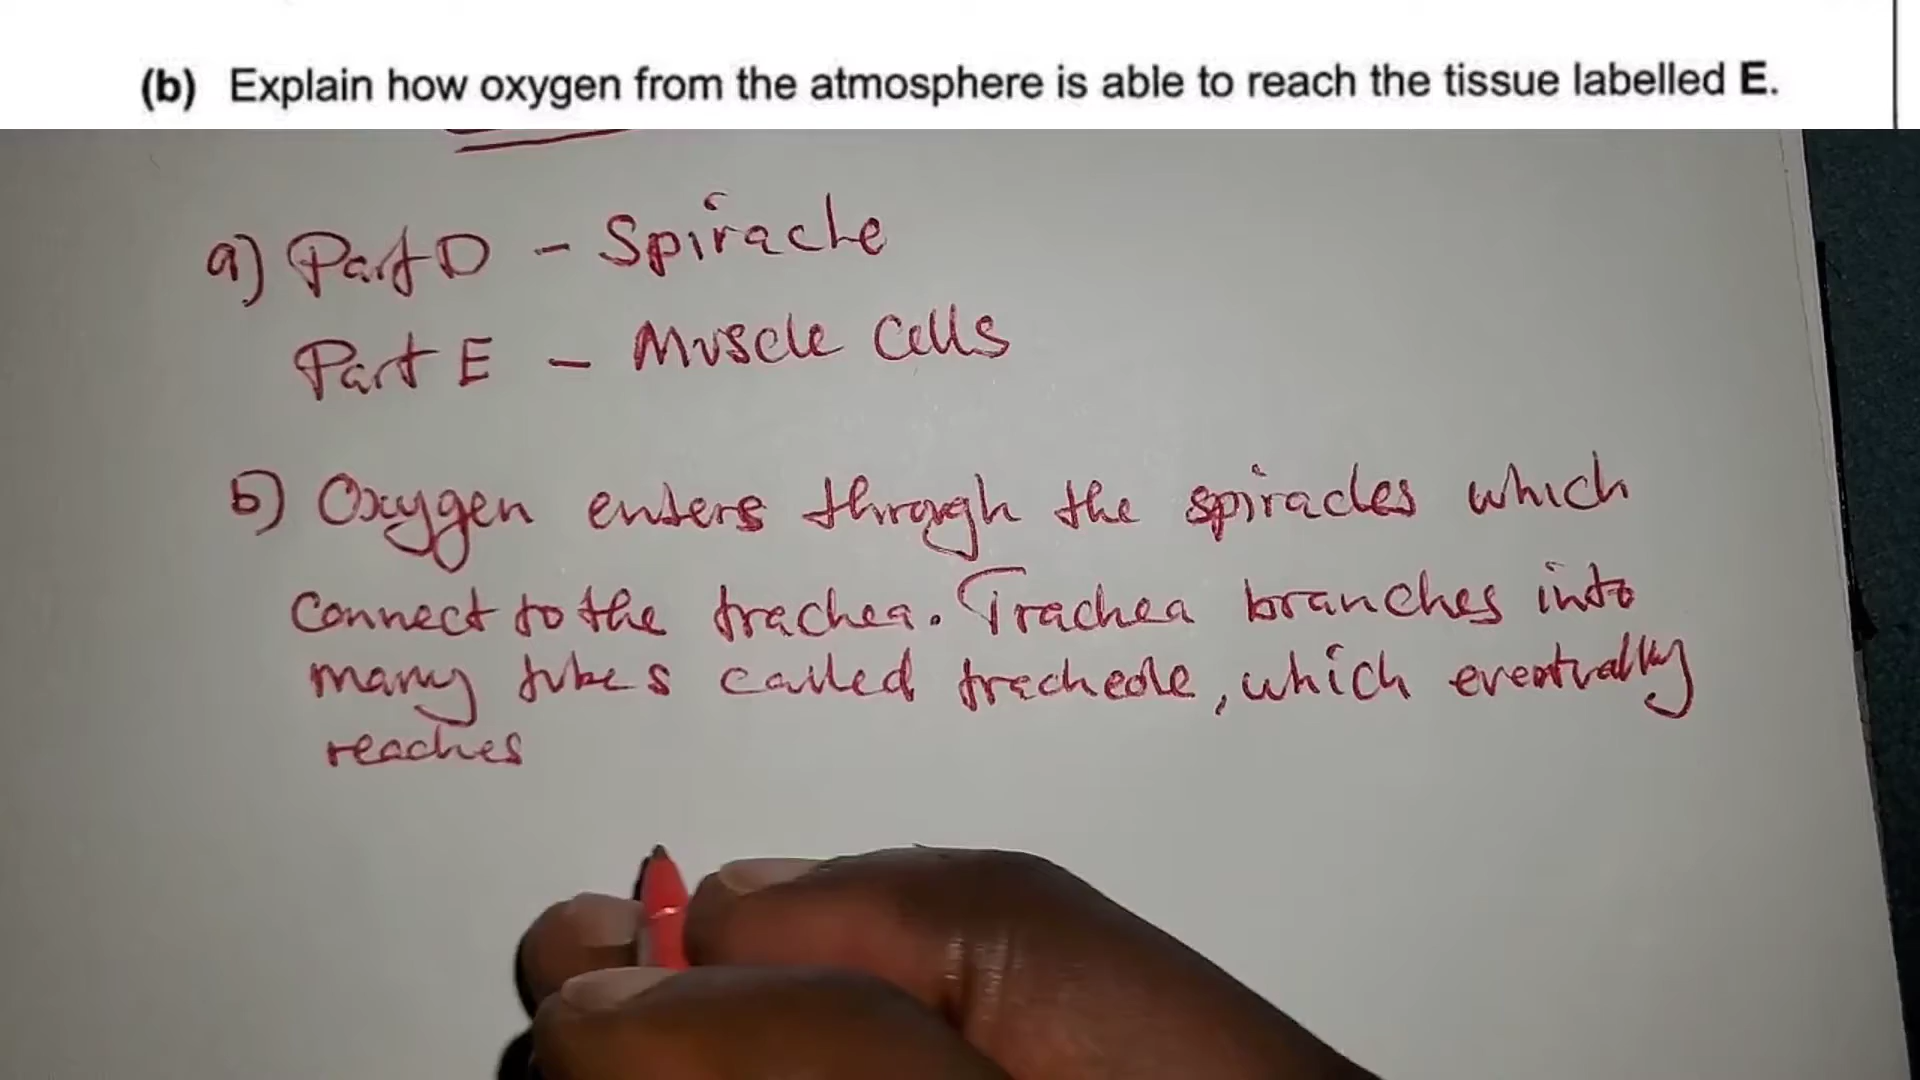 (b) Explain how oxygen from the atmosphere is able to reach the tissue labelled E.
a) Part D - Spiracle
Part E - Muscle Cells
b) Oxygen enters through the spiracles which
Connect to the trachea. Trachea branches into
many tubes called tracheole, which eventually
reaches